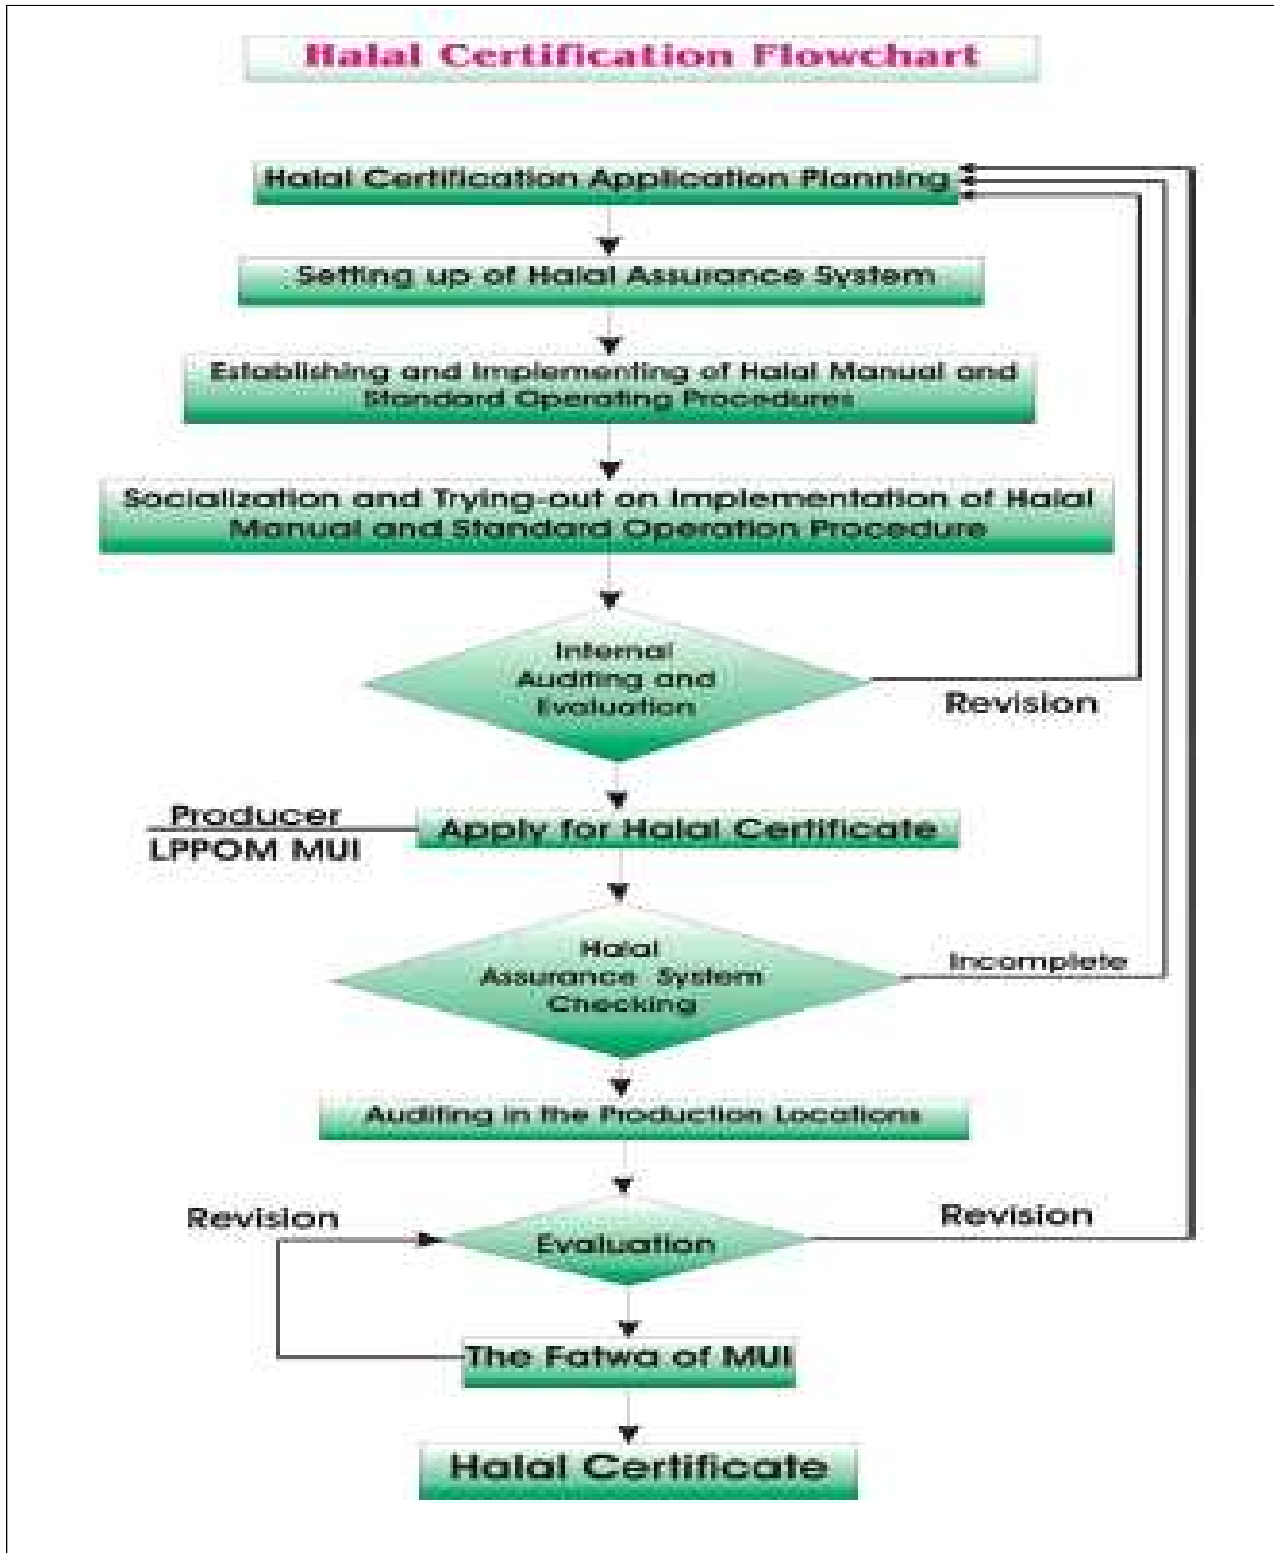 Halal Certification Flowchart
Halal Certification Application Planning
Setting up of Halal Assurance System
Establishing and Implementing of Halal Manual and
Standard Operating Procedures
Socialization and Trying-out on Implementation of Halal
Manual and Standard Operation Procedure
Internal
Auditing and
Evaluation
Revision
Producer
LPPOM MUI
Apply for Halal Certificate
Halal
Assurance System
Checking
Incomplete
Auditing in the Production Locations
Revision
Evaluation
Revision
The Fatwa of MUI
Halal Certificate